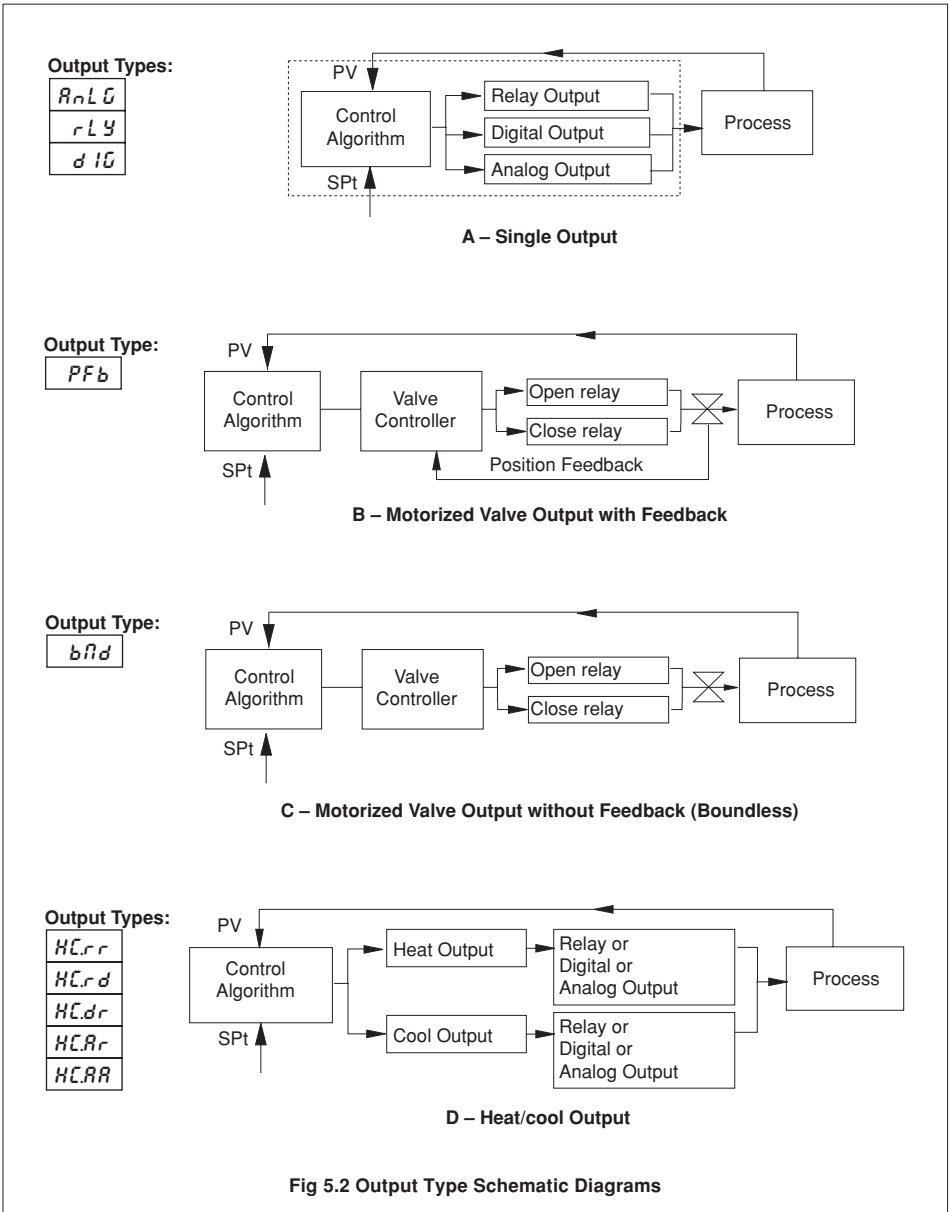 Output Types:
AnLG
rLY
dIG
PV
Control
Algorithm
SPt
Relay Output
Digital Output
Analog Output
Process
A – Single Output
Output Type:
PFb
PV
Control
Algorithm
SPt
Valve
Controller
Open relay
Close relay
Position Feedback
Process
B – Motorized Valve Output with Feedback
Output Type:
bMd
PV
Control
Algorithm
SPt
Valve
Controller
Open relay
Close relay
Process
C – Motorized Valve Output without Feedback (Boundless)
Output Types:
HC.rr
HC.rd
HC.dr
HC.Ar
HC.AA
PV
Control
Algorithm
SPt
Heat Output
Cool Output
Relay or
Digital or
Analog Output
Relay or
Digital or
Analog Output
Process
D – Heat/cool Output
Fig 5.2 Output Type Schematic Diagrams